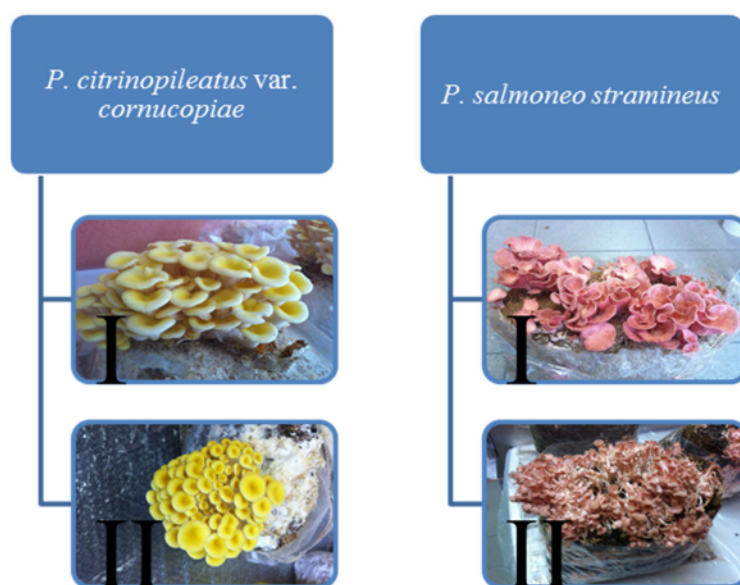 P. citrinopileatus var.
cornucopiae
P. salmoneo stramineus
I
I
II
II